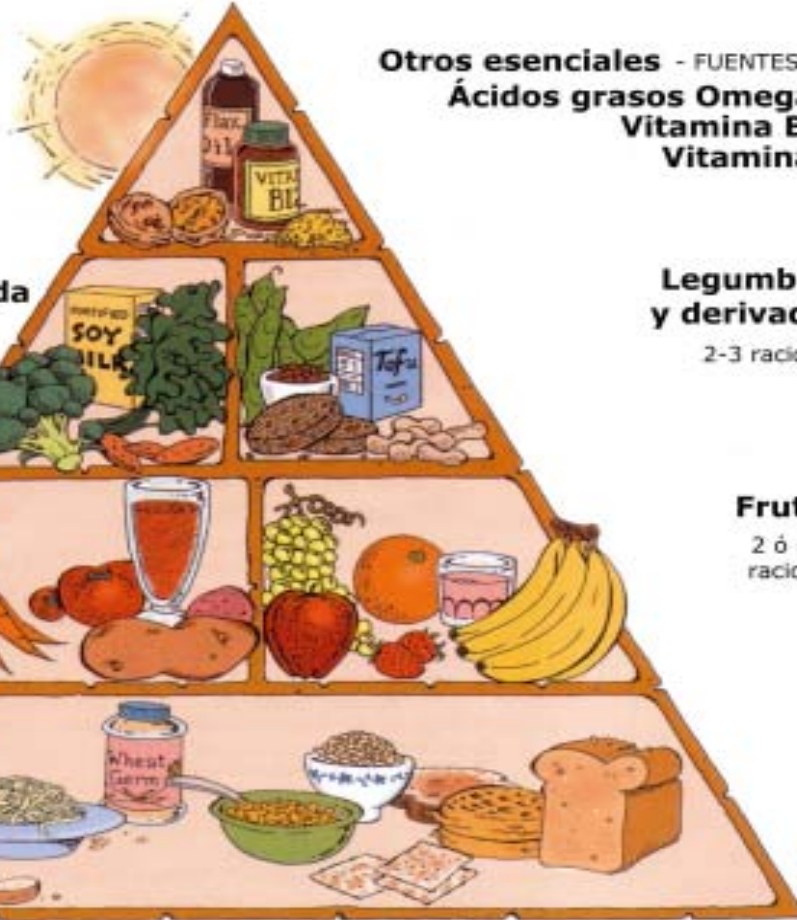 Otros esenciales - FUENTES
Ácidos grasos Omega
Vitamina B
Vitamina
Flax
Oil
VITA
B12
da
Legumb
y derivad
2-3 racio
FORTIFIED
SOY
MILK
Tofu
Frut
2 ó
racio
Wheat
Germ